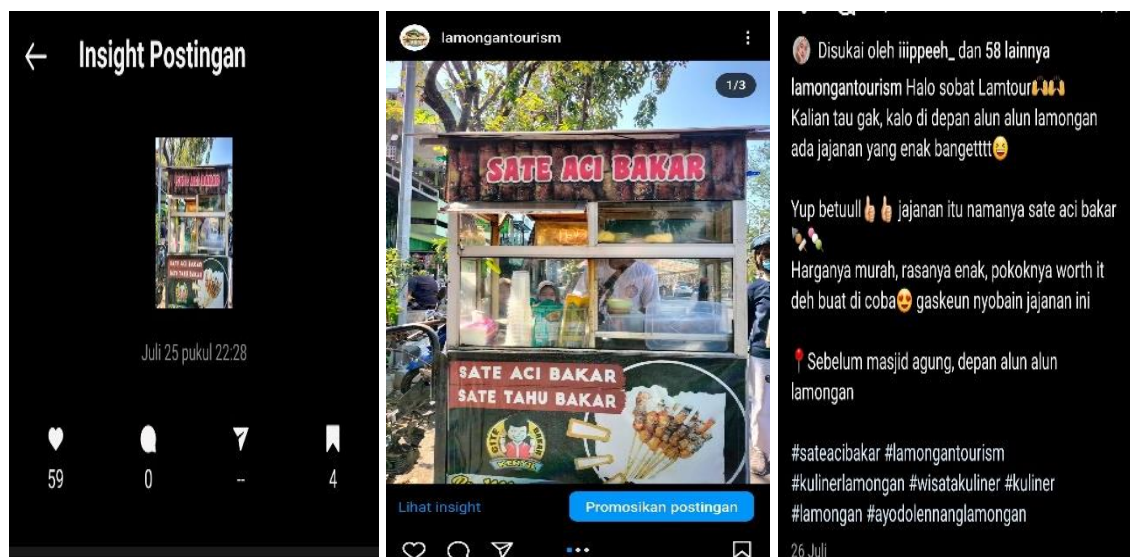 Insight Postingan
Juli 25 pukul 22:28
59
0
--
4
lamongantourism
1/3
SATE ACI BAKAR
SATE ACI BAKAR
SATE TAHU BAKAR
Lihat insight
Promosikan postingan
Disukai oleh iiippeeh_ dan 58 lainnya
lamongantourism Halo sobat Lamtour🙌🙌
Kalian tau gak, kalo di depan alun alun lamongan
ada jajanan yang enak bangetttt😆
Yup betuull👍👍 jajanan itu namanya sate aci bakar
🍢🍡
Harganya murah, rasanya enak, pokoknya worth it
deh buat di coba😍 gaskeun nyobain jajanan ini
📍Sebelum masjid agung, depan alun alun
lamongan
#sateacibakar #lamongantourism
#kulinerlamongan #wisatakuliner #kuliner
#lamongan #ayodolennanglamongan
26 Juli